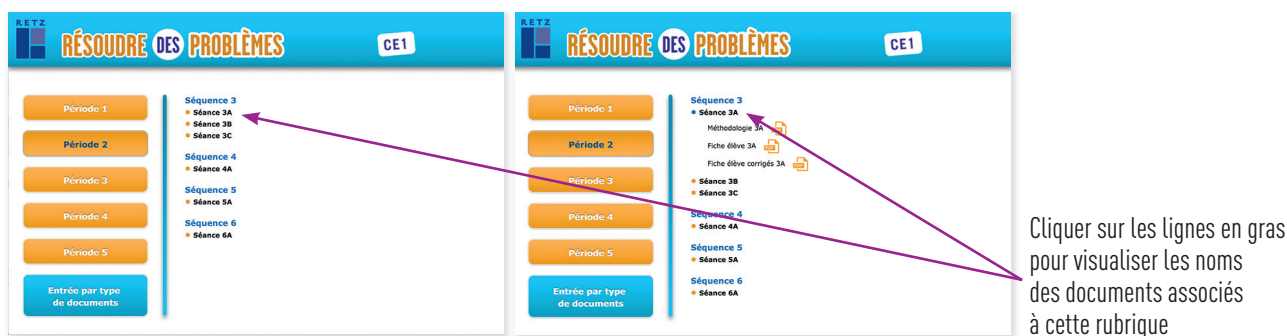 RETZ
RÉSOUDRE DES PROBLÈMES
CE1
Période 1
Période 2
Période 3
Période 4
Période 5
Entrée par type
de documents
Séquence 3
Séance 3A
Séance 3B
Séance 3C
Séquence 4
Séance 4A
Séquence 5
Séance 5A
Séquence 6
Séance 6A
RETZ
RÉSOUDRE DES PROBLÈMES
CE1
Période 1
Période 2
Période 3
Période 4
Période 5
Entrée par type
de documents
Séquence 3
Séance 3A
Méthodologie 3A PDF
Fiche élève 3A PDF
Fiche élève corrigés 3A PDF
Séance 3B
Séance 3C
Séquence 4
Séance 4A
Séquence 5
Séance 5A
Séquence 6
Séance 6A
Cliquer sur les lignes en gras
pour visualiser les noms
des documents associés
à cette rubrique